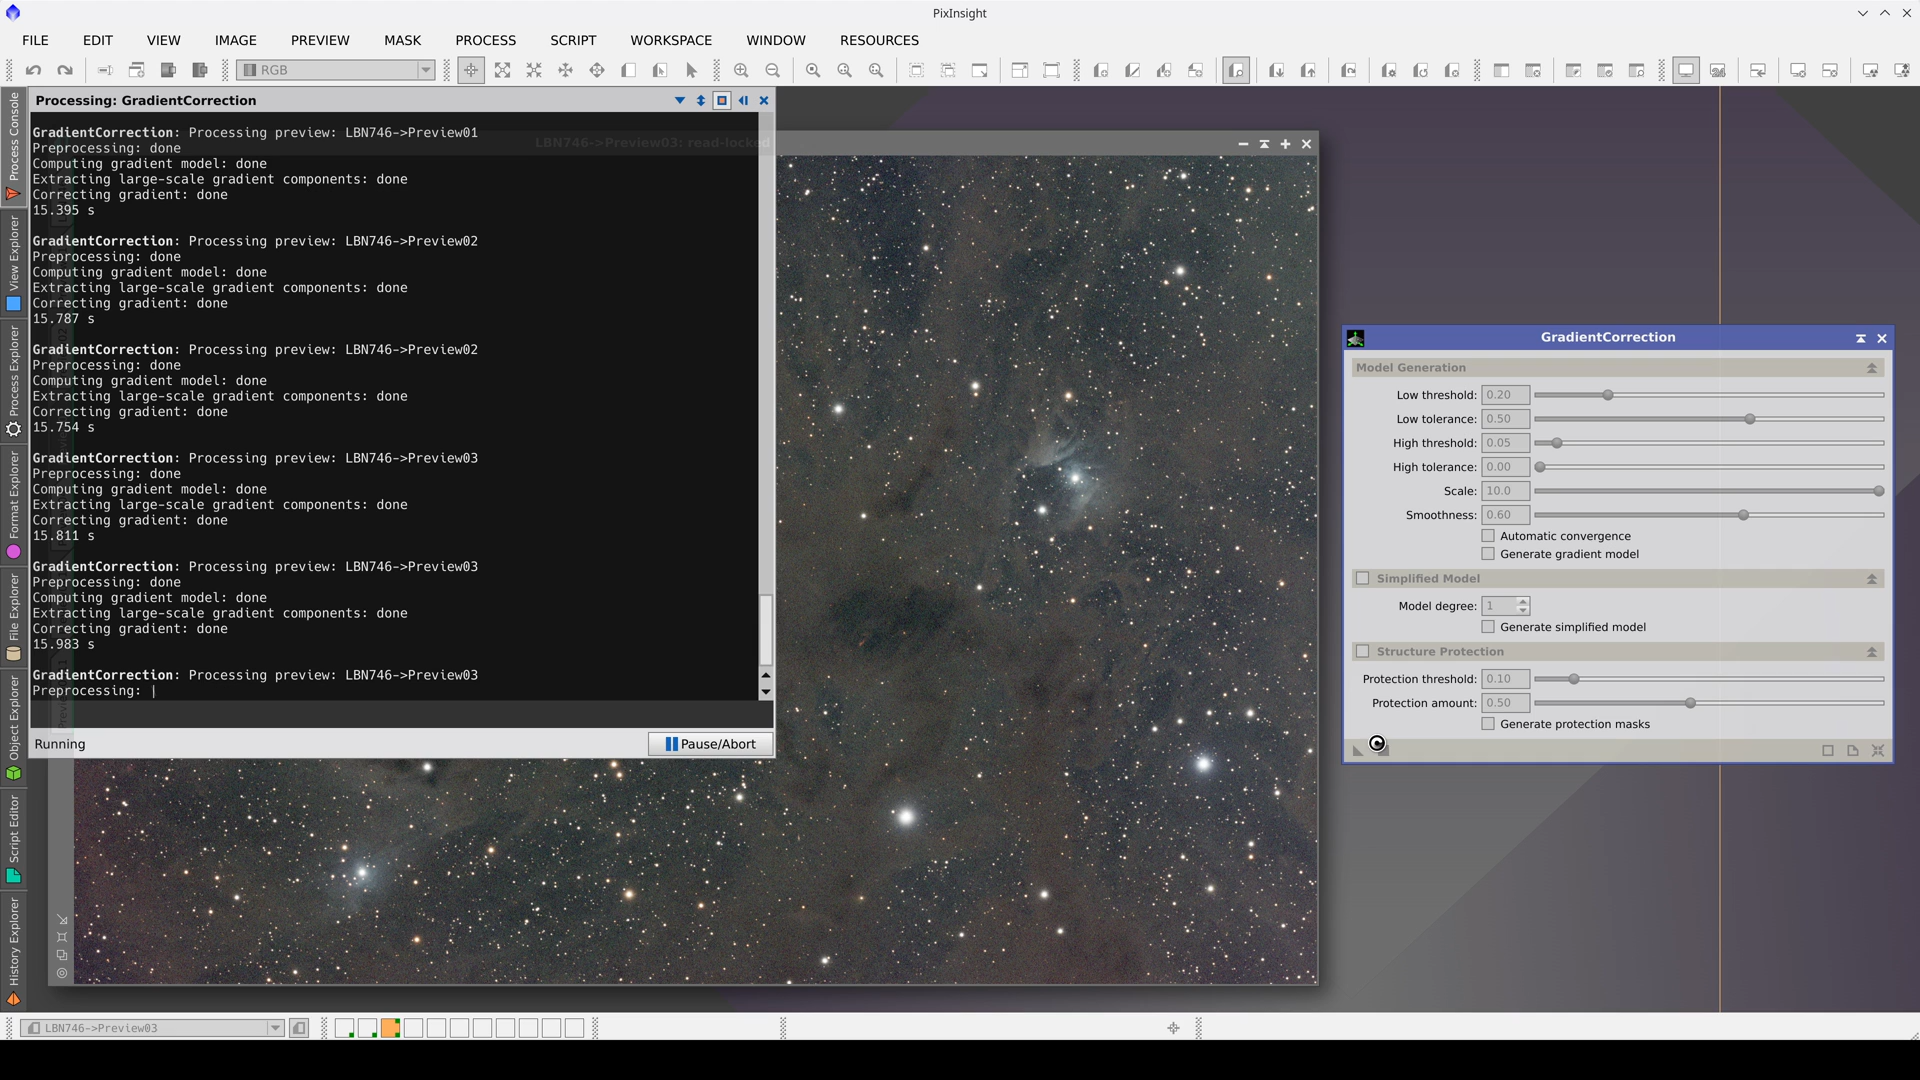 PixInsight
FILE EDIT VIEW IMAGE PREVIEW MASK PROCESS SCRIPT WORKSPACE WINDOW RESOURCES
RGB
Processing: GradientCorrection
LBN746->Preview03: read-locked
GradientCorrection: Processing preview: LBN746->Preview01
Preprocessing: done
Computing gradient model: done
Extracting large-scale gradient components: done
Correcting gradient: done
15.395 s
GradientCorrection: Processing preview: LBN746->Preview02
Preprocessing: done
Computing gradient model: done
Extracting large-scale gradient components: done
Correcting gradient: done
15.787 s
GradientCorrection: Processing preview: LBN746->Preview02
Preprocessing: done
Computing gradient model: done
Extracting large-scale gradient components: done
Correcting gradient: done
15.754 s
GradientCorrection: Processing preview: LBN746->Preview03
Preprocessing: done
Computing gradient model: done
Extracting large-scale gradient components: done
Correcting gradient: done
15.811 s
GradientCorrection: Processing preview: LBN746->Preview03
Preprocessing: done
Computing gradient model: done
Extracting large-scale gradient components: done
Correcting gradient: done
15.983 s
GradientCorrection: Processing preview: LBN746->Preview03
Preprocessing: |
Running
Pause/Abort
Process Console
View Explorer
Process Explorer
Format Explorer
File Explorer
Object Explorer
Script Editor
History Explorer
GradientCorrection
Model Generation
Low threshold: 0.20
Low tolerance: 0.50
High threshold: 0.05
High tolerance: 0.00
Scale: 10.0
Smoothness: 0.60
Automatic convergence
Generate gradient model
Simplified Model
Model degree: 1
Generate simplified model
Structure Protection
Protection threshold: 0.10
Protection amount: 0.50
Generate protection masks
LBN746->Preview03